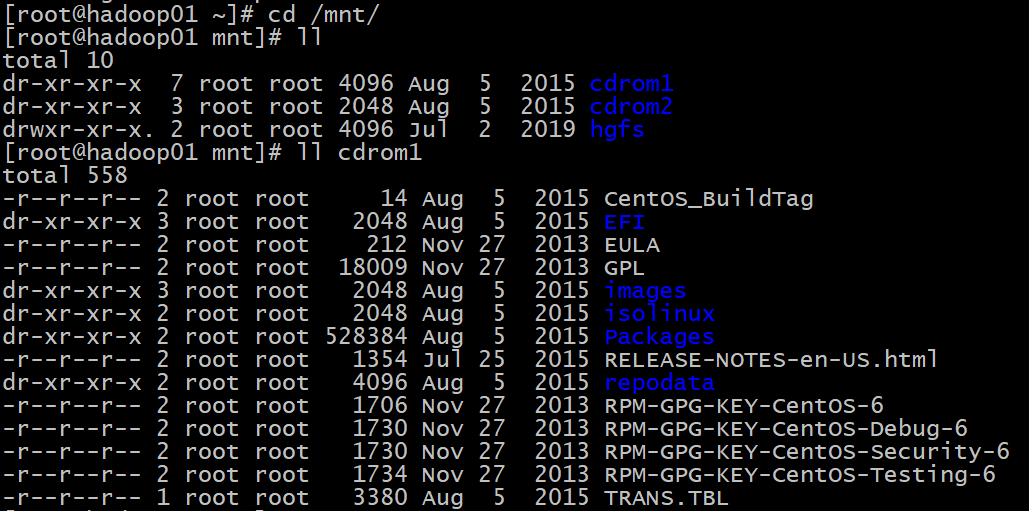 [root@hadoop01 ~]# cd /mnt/
[root@hadoop01 mnt]# ll
total 10
dr-xr-xr-x  7 root root 4096 Aug  5  2015 cdrom1
dr-xr-xr-x  3 root root 2048 Aug  5  2015 cdrom2
drwxr-xr-x. 2 root root 4096 Jul  2  2019 hgfs
[root@hadoop01 mnt]# ll cdrom1
total 558
-r--r--r-- 2 root root     14 Aug  5  2015 CentOS_BuildTag
dr-xr-xr-x 3 root root   2048 Aug  5  2015 EFI
-r--r--r-- 2 root root    212 Nov 27  2013 EULA
-r--r--r-- 2 root root  18009 Nov 27  2013 GPL
dr-xr-xr-x 3 root root   2048 Aug  5  2015 images
dr-xr-xr-x 2 root root   2048 Aug  5  2015 isolinux
dr-xr-xr-x 2 root root 528384 Aug  5  2015 Packages
-r--r--r-- 2 root root   1354 Jul 25  2015 RELEASE-NOTES-en-US.html
dr-xr-xr-x 2 root root   4096 Aug  5  2015 repodata
-r--r--r-- 2 root root   1706 Nov 27  2013 RPM-GPG-KEY-CentOS-6
-r--r--r-- 2 root root   1730 Nov 27  2013 RPM-GPG-KEY-CentOS-Debug-6
-r--r--r-- 2 root root   1730 Nov 27  2013 RPM-GPG-KEY-CentOS-Security-6
-r--r--r-- 2 root root   1734 Nov 27  2013 RPM-GPG-KEY-CentOS-Testing-6
-r--r--r-- 1 root root   3380 Aug  5  2015 TRANS.TBL